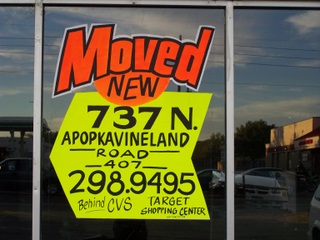 Moved
NEW
737 N.
APOPKAVINELAND
ROAD
407
298.9495
Behind CVS TARGET
SHOPPING CENTER